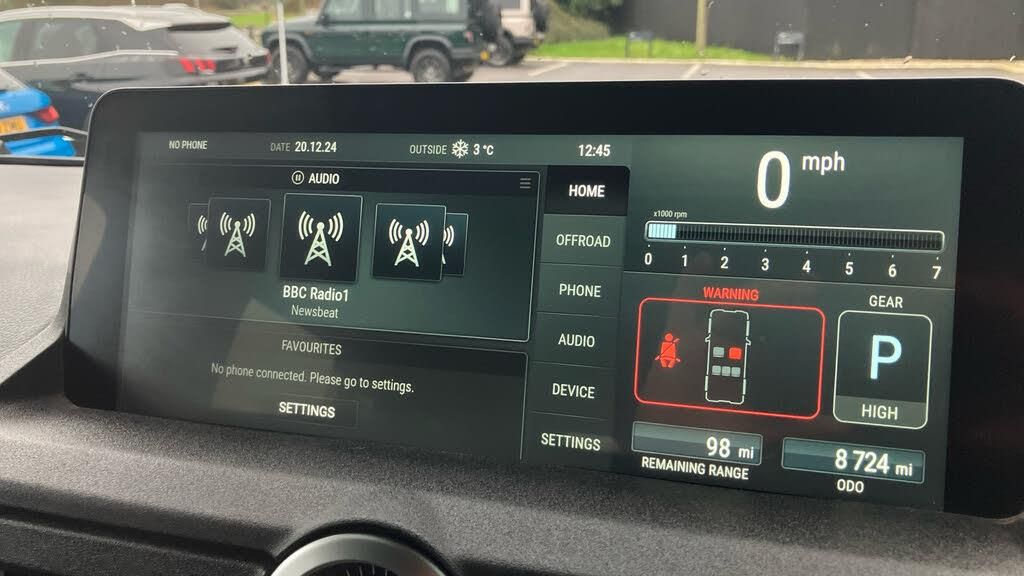 NO PHONE
DATE 20.12.24
OUTSIDE 3 °C
12:45
AUDIO
BBC Radio1
Newsbeat
FAVOURITES
No phone connected. Please go to settings.
SETTINGS
HOME
OFFROAD
PHONE
AUDIO
DEVICE
SETTINGS
0 mph
x1000 rpm
0 1 2 3 4 5 6 7
WARNING
GEAR
P
HIGH
98 mi
REMAINING RANGE
8 724 mi
ODO